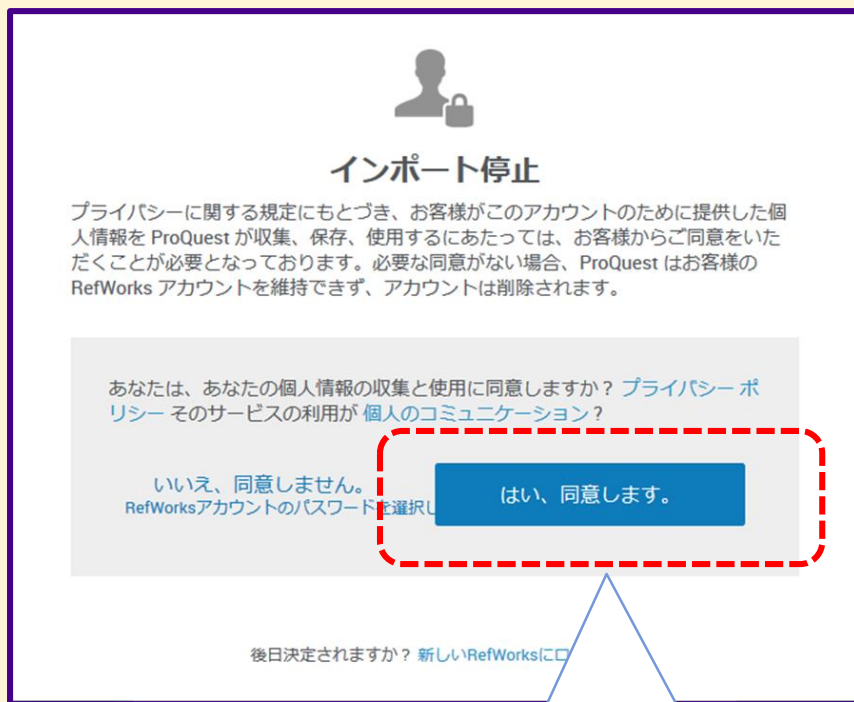 インポート停止
プライバシーに関する規定にもとづき、お客様がこのアカウントのために提供した個
人情報を ProQuest が収集、保存、使用するにあたっては、お客様からご同意をいた
だくことが必要となっております。必要な同意がない場合、ProQuest はお客様の
RefWorks アカウントを維持できず、アカウントは削除されます。
あなたは、あなたの個人情報の収集と使用に同意しますか？ プライバシー ポ
リシー そのサービスの利用が 個人のコミュニケーション？
いいえ、同意しません。
RefWorksアカウントのパスワードを選択し
はい、同意します。
後日決定されますか？ 新しいRefWorksにロ